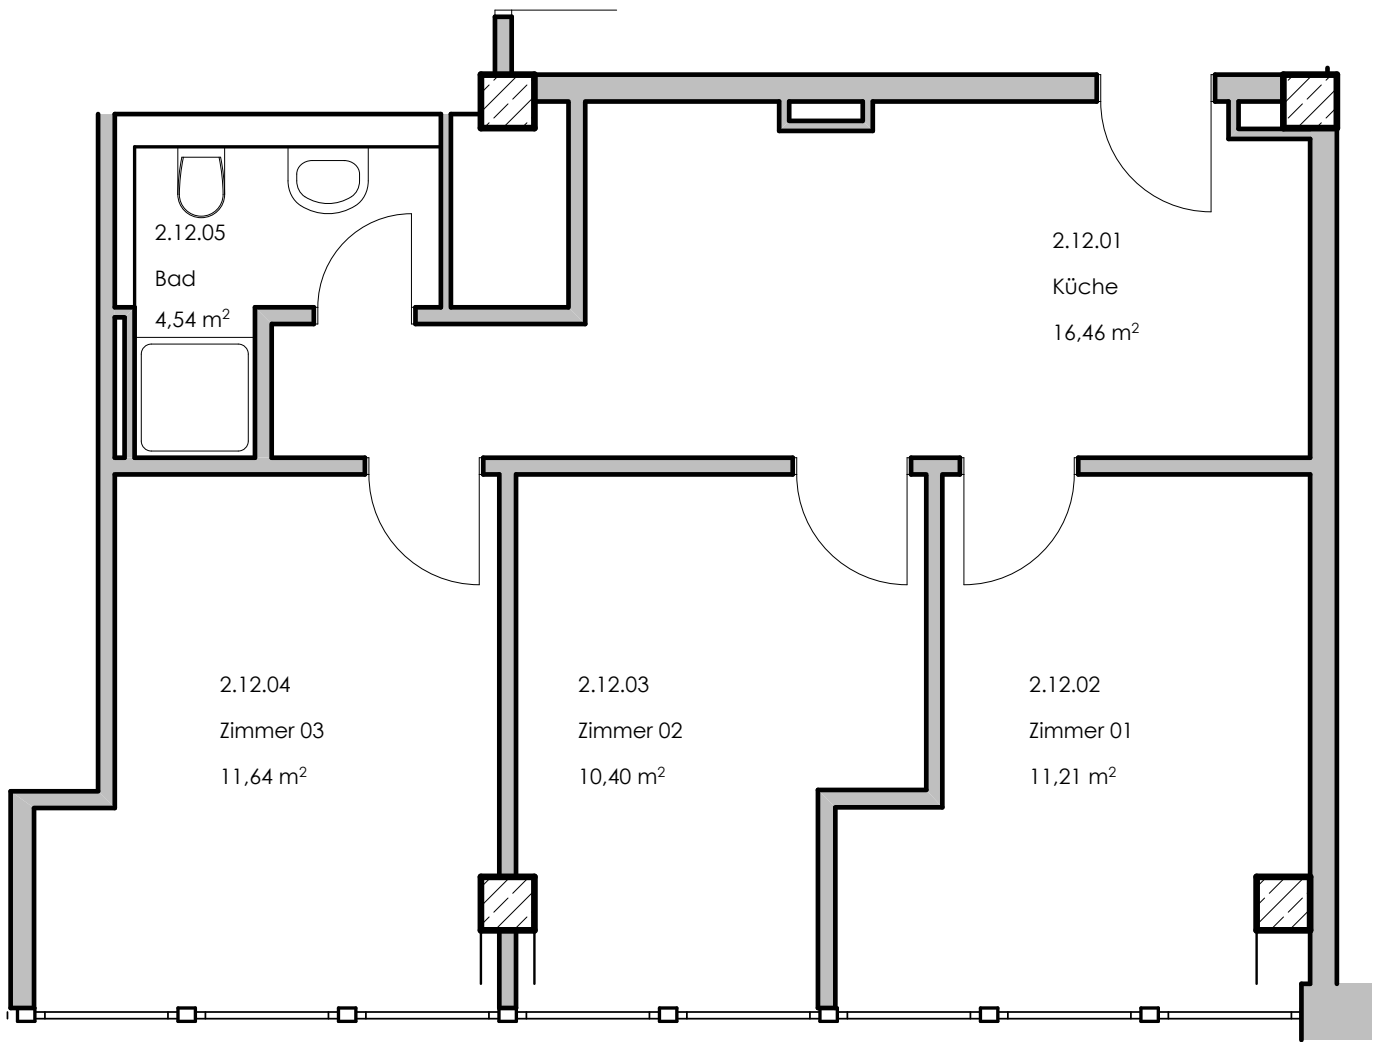 2.12.05
Bad
4,54 m²
2.12.01
Küche
16,46 m²
2.12.04
Zimmer 03
11,64 m²
2.12.03
Zimmer 02
10,40 m²
2.12.02
Zimmer 01
11,21 m²